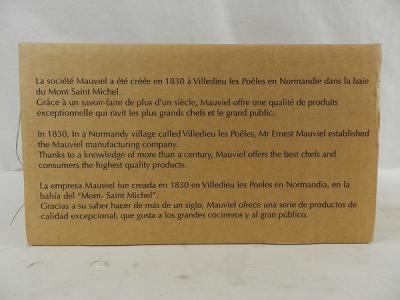 La société Mauviel a été créée en 1830 à Villedieu les Poêles en Normandie dans la baie
du Mont Saint Michel.
Grâce à un savoir-faire de plus d'un siècle, Mauviel offre une qualité de produits
exceptionnelle qui ravit les plus grands chefs et le grand public.
In 1830, In a Normandy village called Villedieu les Poêles, Mr Ernest Mauviel established
the Mauviel manufacturing company.
Thanks to a knowledge of more than a century, Mauviel offers the best chefs and
consumers the highest quality products.
La empresa Mauviel fue creada en 1830 en Villedieu les Poeles en Normandia, en la
bahía del "Mont- Saint Michel".
Gracias a su saber hacer de más de un siglo, Mauviel ofrece una serie de productos de
calidad excepcional, que gusta a los grandes cocineros y al gran público.